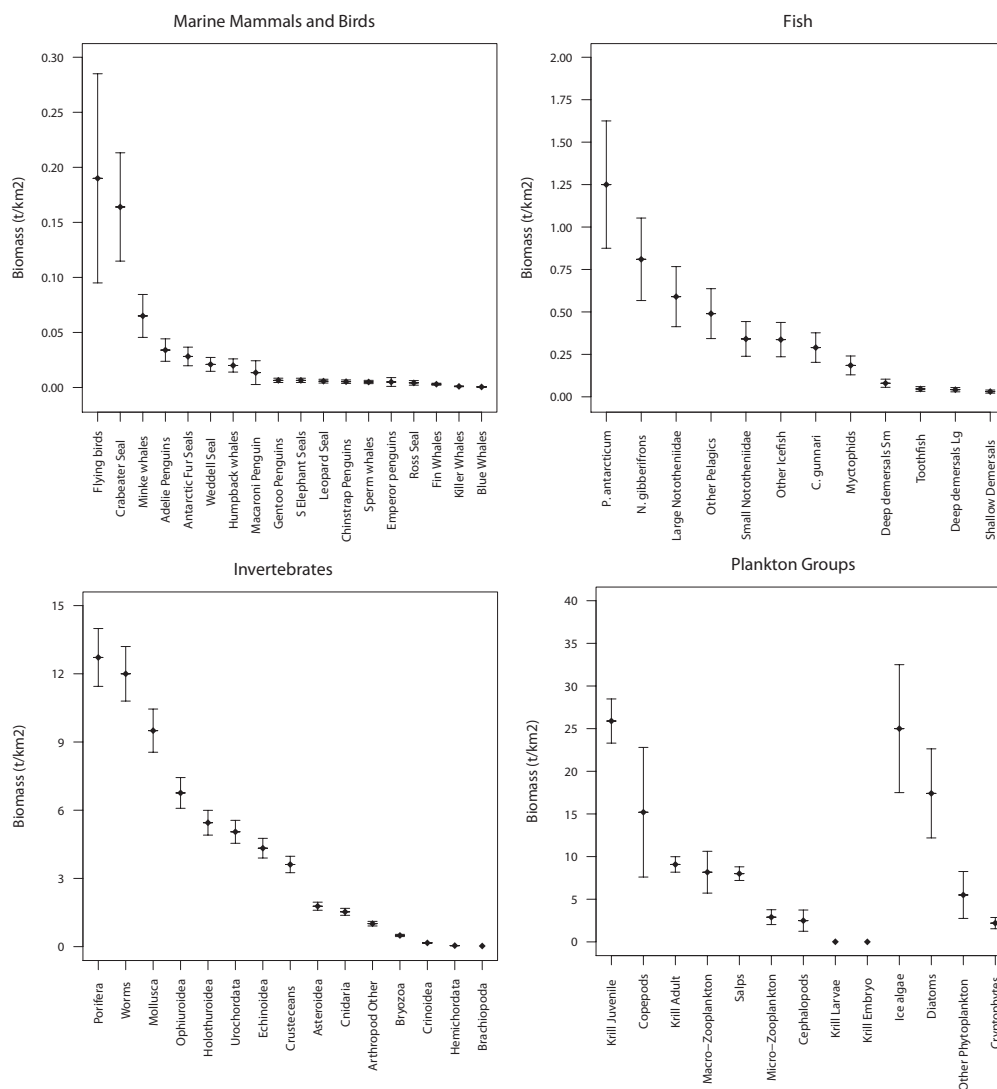 Marine Mammals and Birds
Biomass (t/km2)
0.30
0.25
0.20
0.15
0.10
0.05
0.00
Flying birds
Crabeater Seal
Minke whales
Adelie Penguins
Antarctic Fur Seals
Weddell Seal
Humpback whales
Macaroni Penguin
Gentoo Penguins
S Elephant Seals
Leopard Seal
Chinstrap Penguins
Sperm whales
Emperor penguins
Ross Seal
Fin Whales
Killer Whales
Blue Whales
Fish
Biomass (t/km2)
2.00
1.75
1.50
1.25
1.00
0.75
0.50
0.25
0.00
P. antarcticum
N. gibberifrons
Large Nototheniidae
Other Pelagics
Small Nototheniidae
Other Icefish
C. gunnari
Myctophids
Deep demersals Sm
Toothfish
Deep demersals Lg
Shallow Demersals
Invertebrates
Biomass (t/km2)
15
12
9
6
3
0
Porifera
Worms
Mollusca
Ophiuroidea
Holothuroidea
Urochordata
Echinoidea
Crusteceans
Asteroidea
Cnidaria
Arthropod Other
Bryozoa
Crinoidea
Hemichordata
Brachiopoda
Plankton Groups
Biomass (t/km2)
40
35
30
25
20
15
10
5
0
Krill Juvenile
Copepods
Krill Adult
Macro−Zooplankton
Salps
Micro−Zooplankton
Cephalopods
Krill Larvae
Krill Embryo
Ice algae
Diatoms
Other Phytoplankton
Cryptophytes